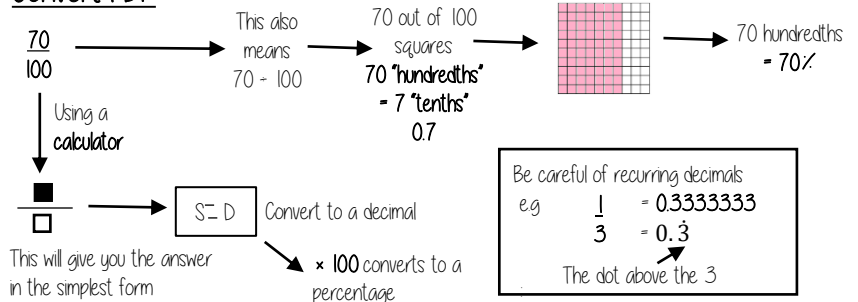 70
100
This also
means
70 ÷ 100
70 out of 100
squares
70 "hundredths"
= 7 "tenths"
0.7
70 hundredths
= 70%
Using a
calculator
S⇔D
Convert to a decimal
This will give you the answer
in the simplest form
× 100 converts to a
percentage
Be careful of recurring decimals
e.g
1
3
= 0.3333333
= 0.3̇
The dot above the 3